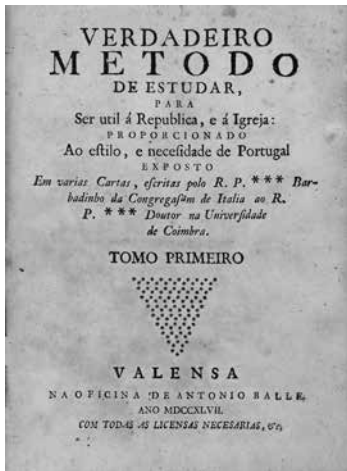 VERDADEIRO
METODO
DE ESTUDAR,
PARA
Ser util á Republica, e á Igreja:
PROPORCIONADO
Ao estilo, e necesidade de Portugal
EXPOSTO
Em varias Cartas, escritas polo R. P. *** Bar-
badinho da Congregasam de Italia ao R.
P. *** Doutor na Universidade
de Coimbra.
TOMO PRIMEIRO
VALENSA
NA OFICINA DE ANTONIO BALLE.
ANO MDCCXLVII.
COM TODAS AS LICENSAS NECESARIAS, &c,